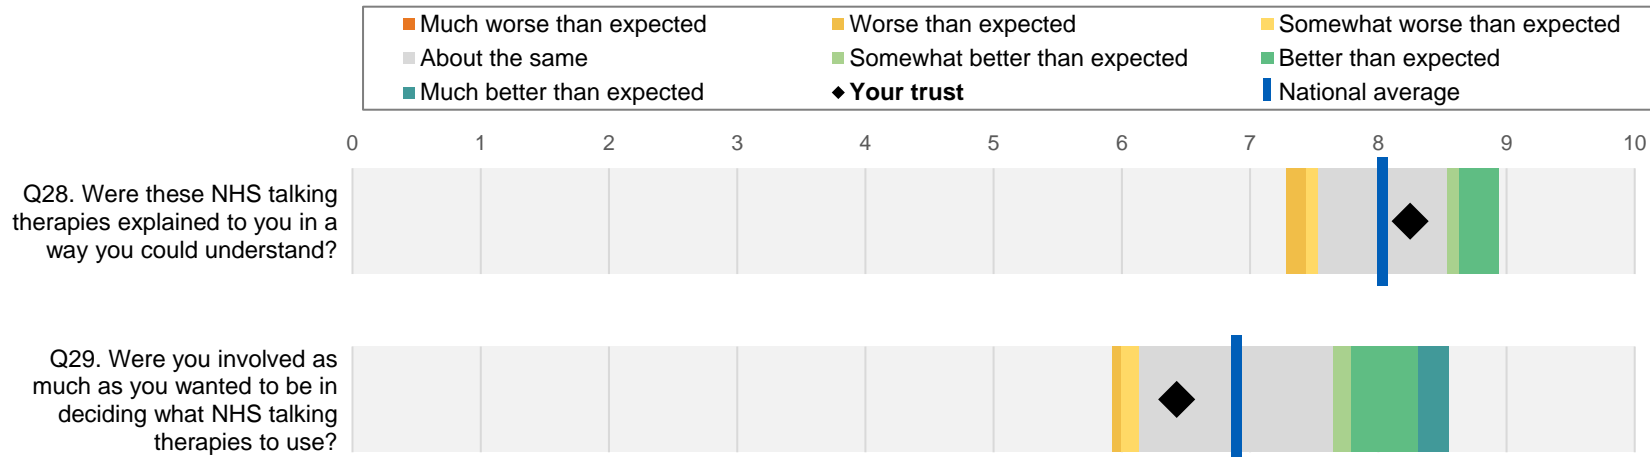 Much worse than expected
Worse than expected
Somewhat worse than expected
About the same
Somewhat better than expected
Better than expected
Much better than expected
Your trust
National average
0 1 2 3 4 5 6 7 8 9 10
Q28. Were these NHS talking
therapies explained to you in a
way you could understand?
Q29. Were you involved as
much as you wanted to be in
deciding what NHS talking
therapies to use?